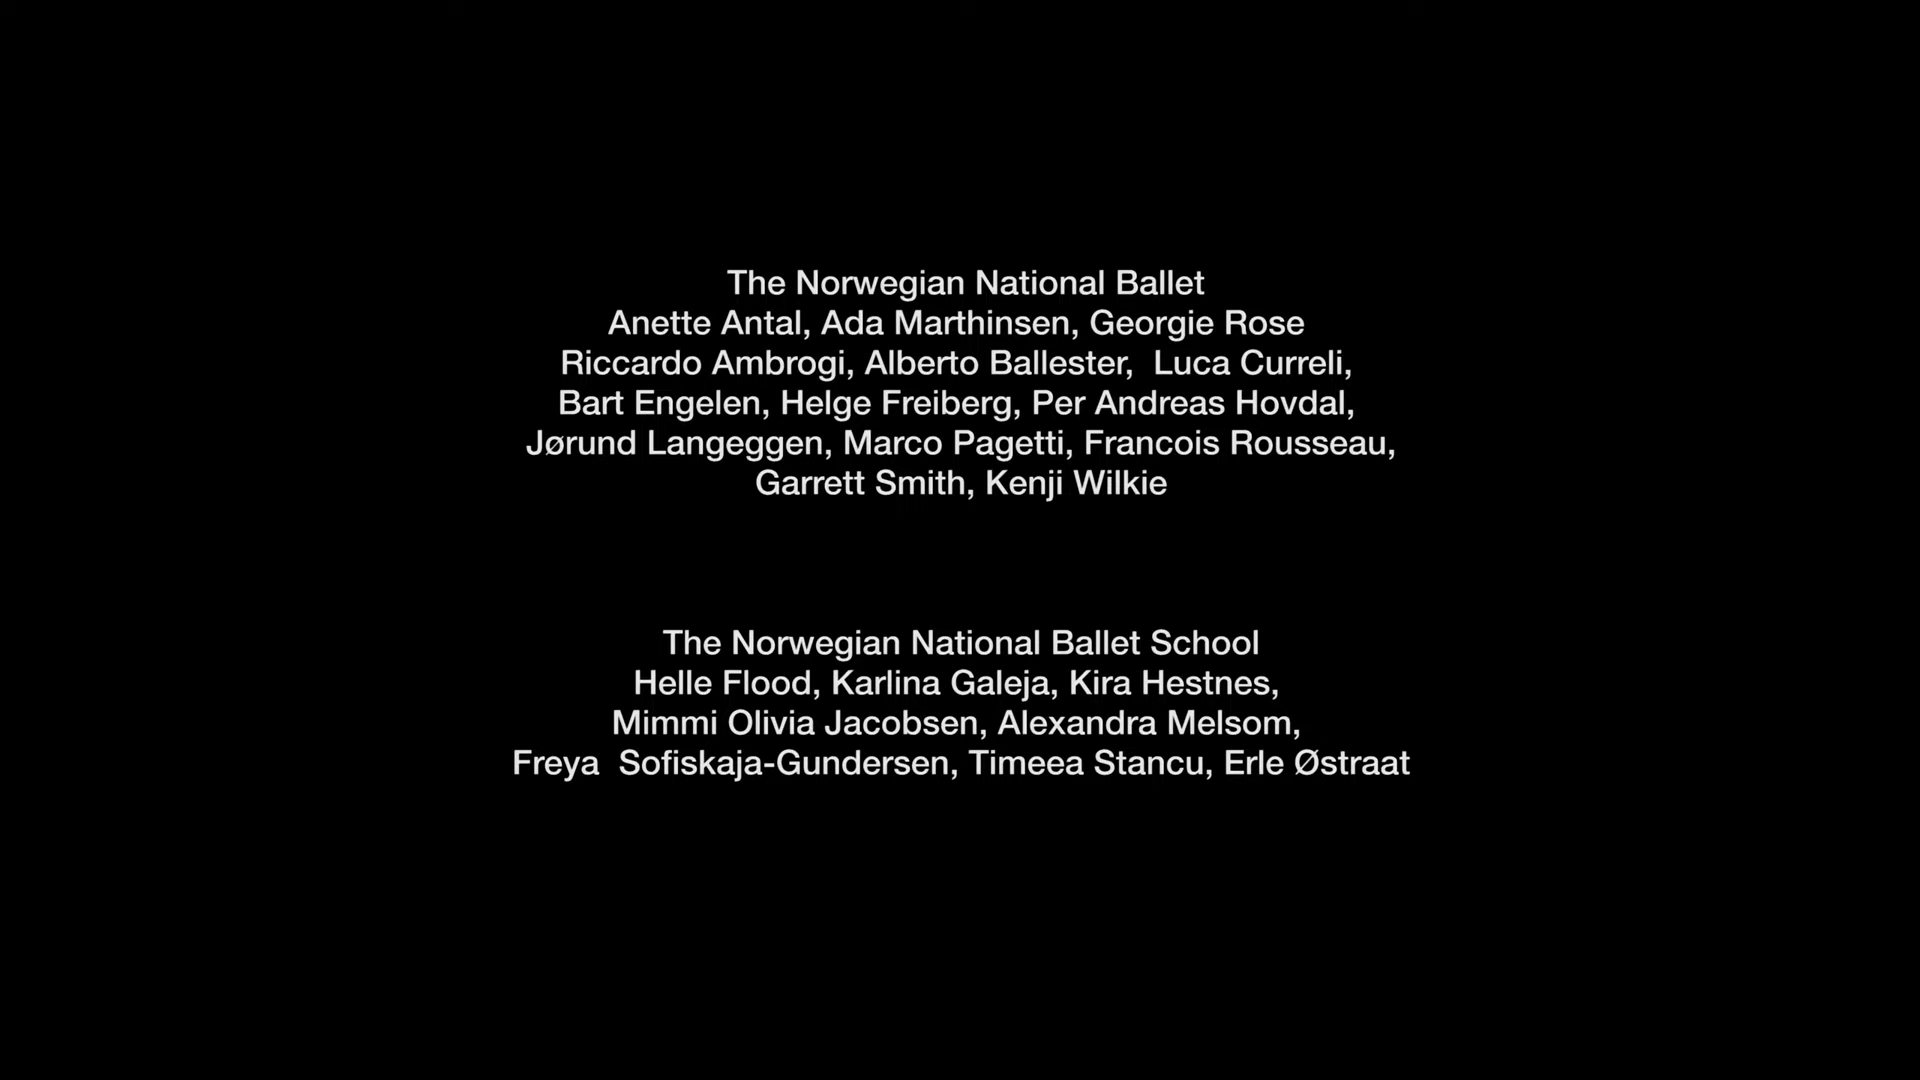 The Norwegian National Ballet
Anette Antal, Ada Marthinsen, Georgie Rose
Riccardo Ambrogi, Alberto Ballester,  Luca Curreli,
Bart Engelen, Helge Freiberg, Per Andreas Hovdal,
Jørund Langeggen, Marco Pagetti, Francois Rousseau,
Garrett Smith, Kenji Wilkie
The Norwegian National Ballet School
Helle Flood, Karlina Galeja, Kira Hestnes,
Mimmi Olivia Jacobsen, Alexandra Melsom,
Freya  Sofiskaja-Gundersen, Timeea Stancu, Erle Østraat